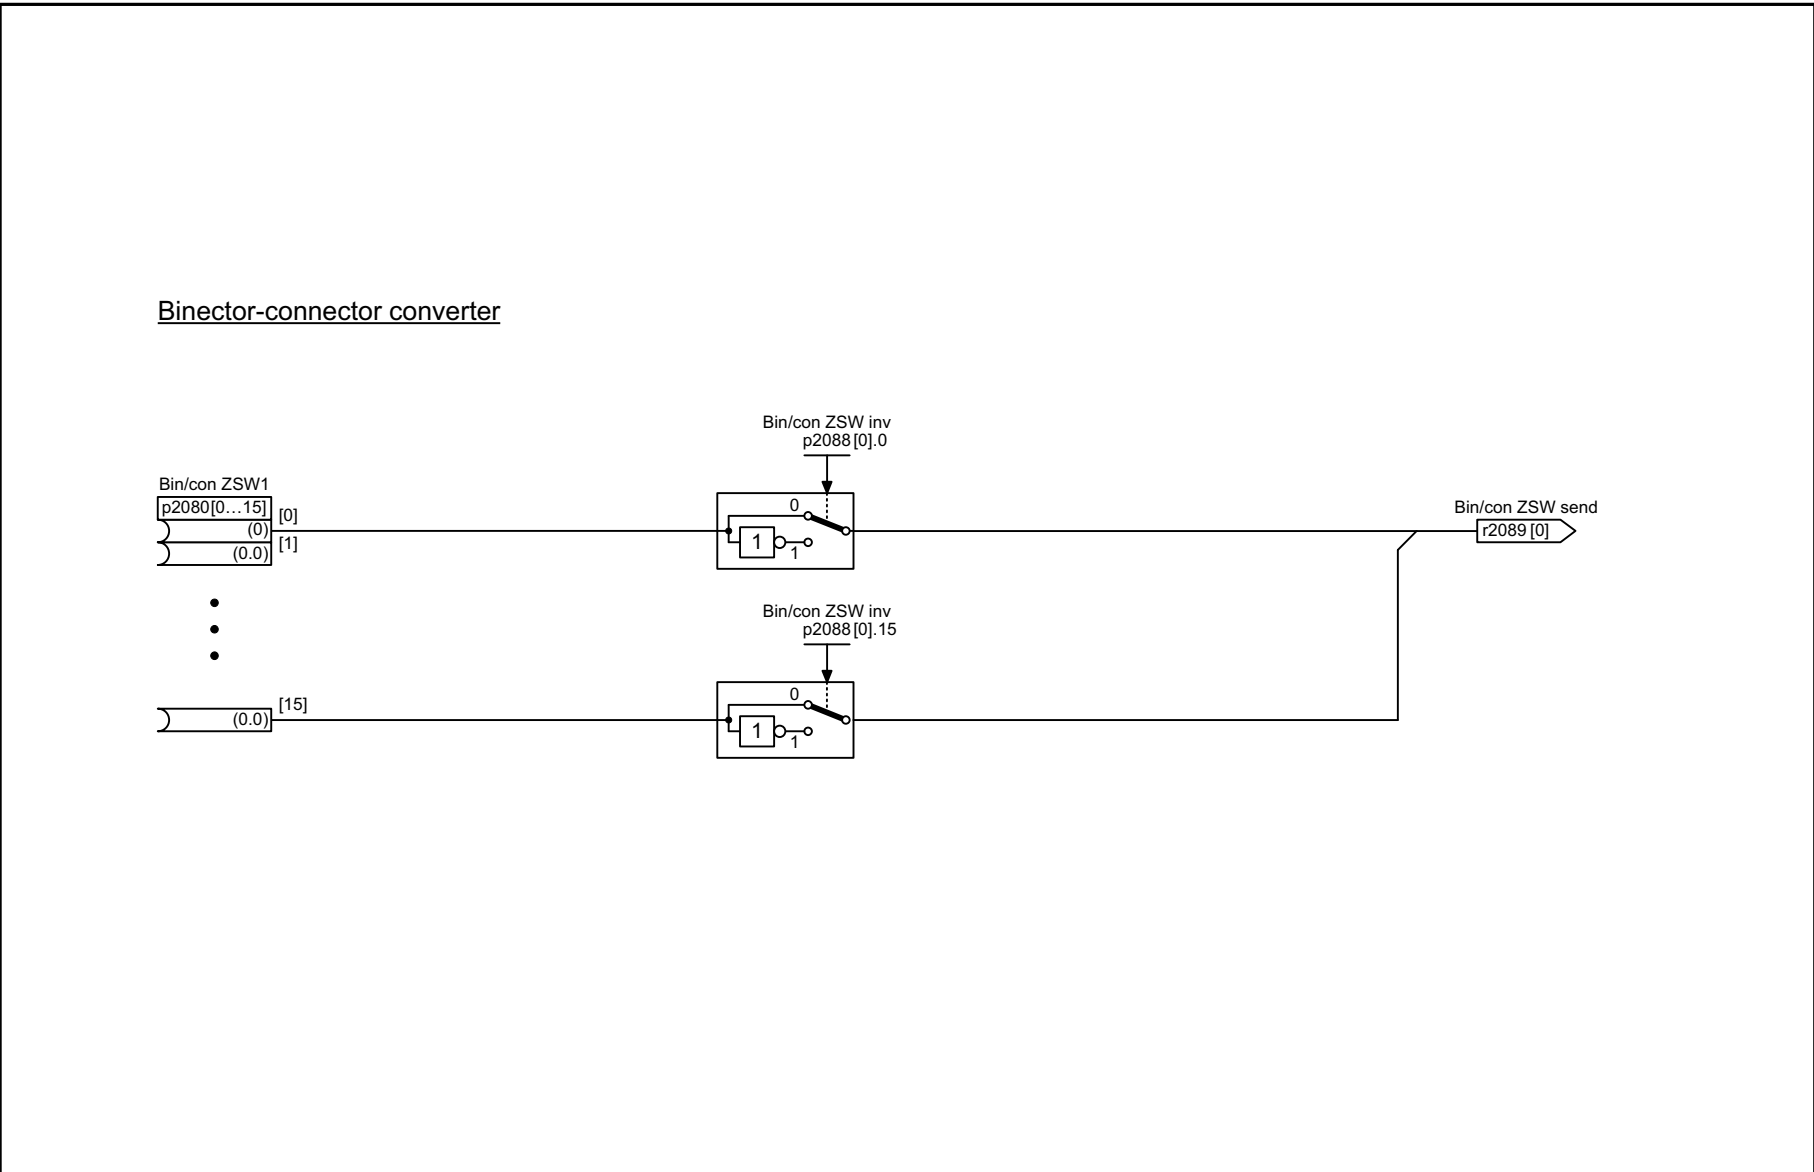 Binector-connector converter
Bin/con ZSW inv
p2088[0].0
Bin/con ZSW1
p2080[0...15]
[0]
(0)
[1]
(0.0)
0
1
1
Bin/con ZSW send
r2089[0]
Bin/con ZSW inv
p2088[0].15
[15]
(0.0)
0
1
1